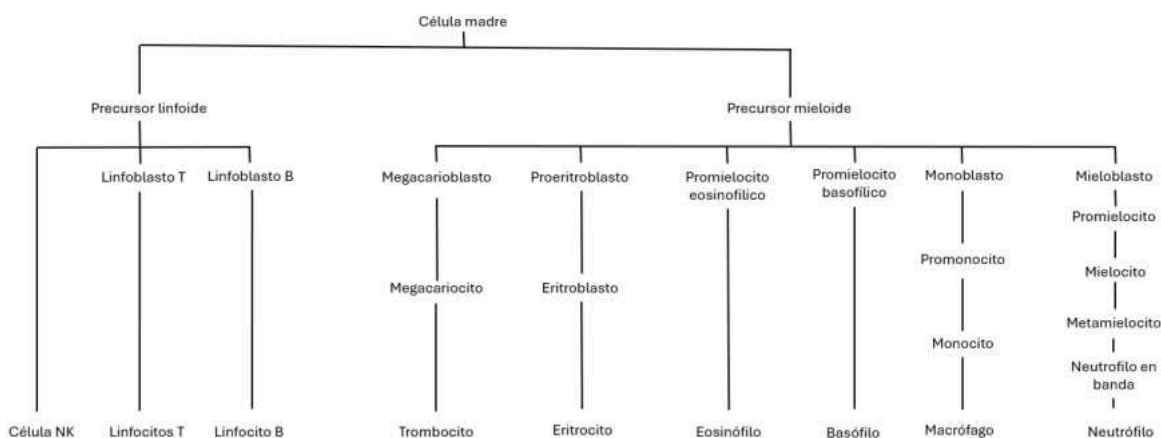 Célula madre
Precursor linfoide
Precursor mieloide
Linfoblasto T
Linfoblasto B
Megacarioblasto
Proeritroblasto
Promielocito
eosinofilico
Promielocito
basofílico
Monoblasto
Mieloblasto
Promielocito
Promonocito
Mielocito
Megacariocito
Eritroblasto
Metamielocito
Monocito
Neutrofilo en
banda
Célula NK
Linfocitos T
Linfocito B
Trombocito
Eritrocito
Eosinófilo
Basófilo
Macrófago
Neutrófilo